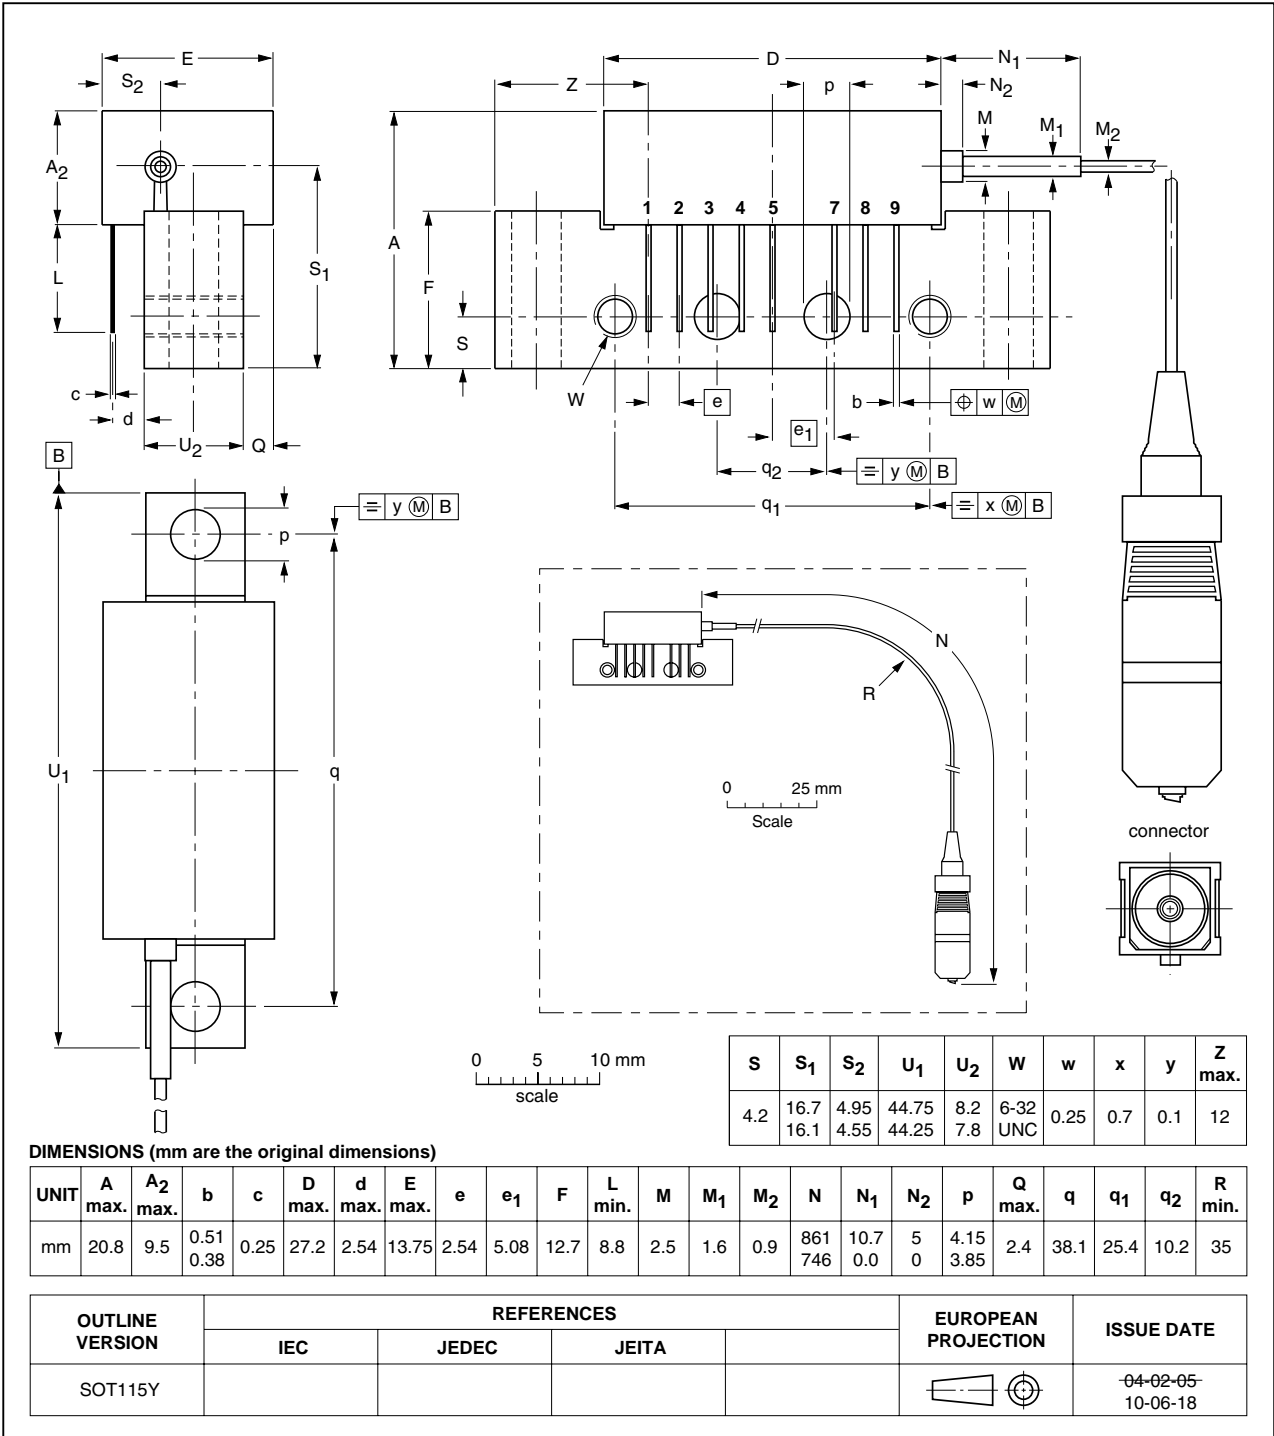 E
S2
A2
L
S1
c
d
U2
Q
D
N1
Z
p
N2
M
M1
M2
A
F
S
1 2 3 4 5 7 8 9
W
e
b
w M
e1
q2
y M B
q1
x M B
B
y M B
p
U1
q
N
R
0 25 mm
Scale
connector
0 5 10 mm
scale
S S1 S2 U1 U2 W w x y Z max.
4.2 16.7 16.1 4.95 4.55 44.75 44.25 8.2 7.8 6-32 UNC 0.25 0.7 0.1 12
DIMENSIONS (mm are the original dimensions)
UNIT A max. A2 max. b c D max. d max. E max. e e1 F L min. M M1 M2 N N1 N2 p Q max. q q1 q2 R min.
mm 20.8 9.5 0.51 0.38 0.25 27.2 2.54 13.75 2.54 5.08 12.7 8.8 2.5 1.6 0.9 861 746 10.7 0.0 5 0 4.15 3.85 2.4 38.1 25.4 10.2 35
OUTLINE VERSION
REFERENCES
EUROPEAN PROJECTION
ISSUE DATE
IEC JEDEC JEITA
SOT115Y
04-02-05
10-06-18